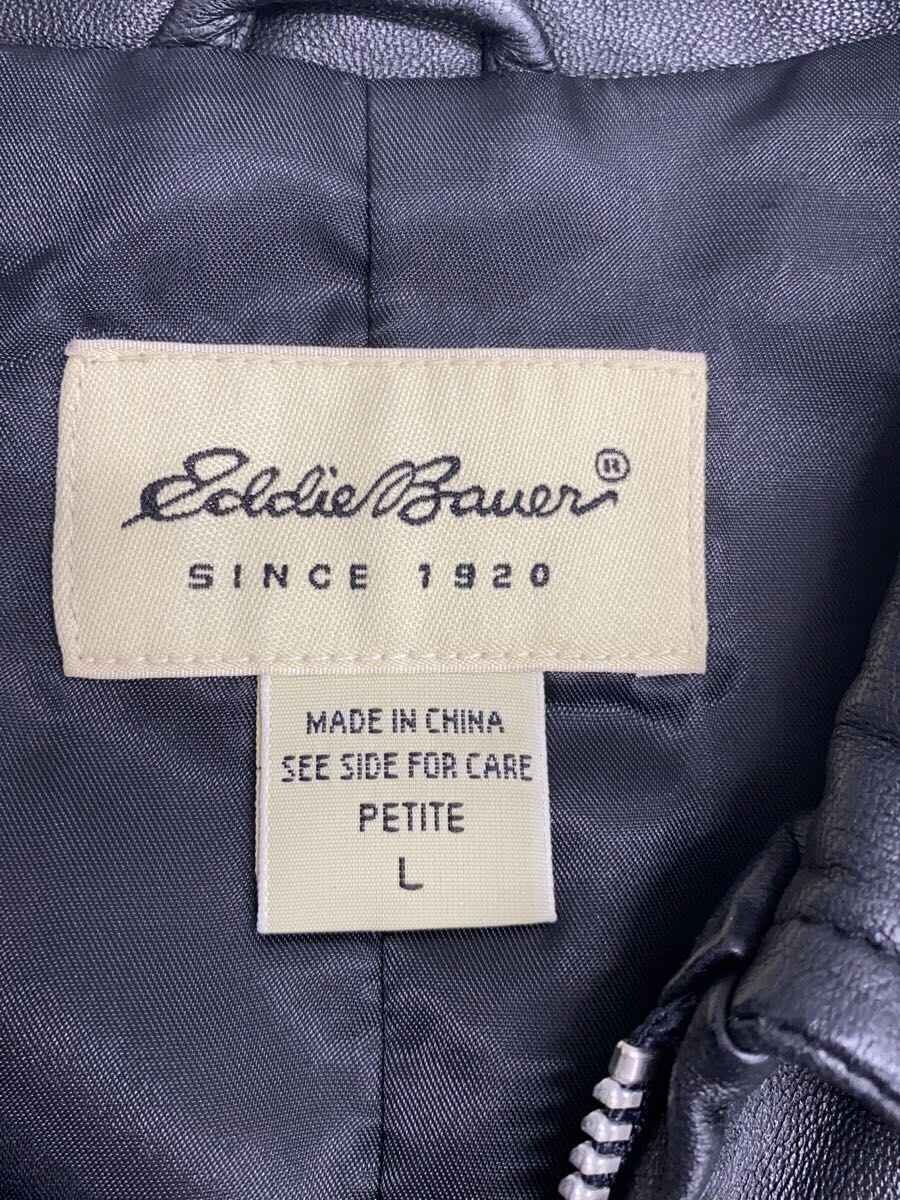 Eddie Bauer®
SINCE 1920
MADE IN CHINA
SEE SIDE FOR CARE
PETITE
L